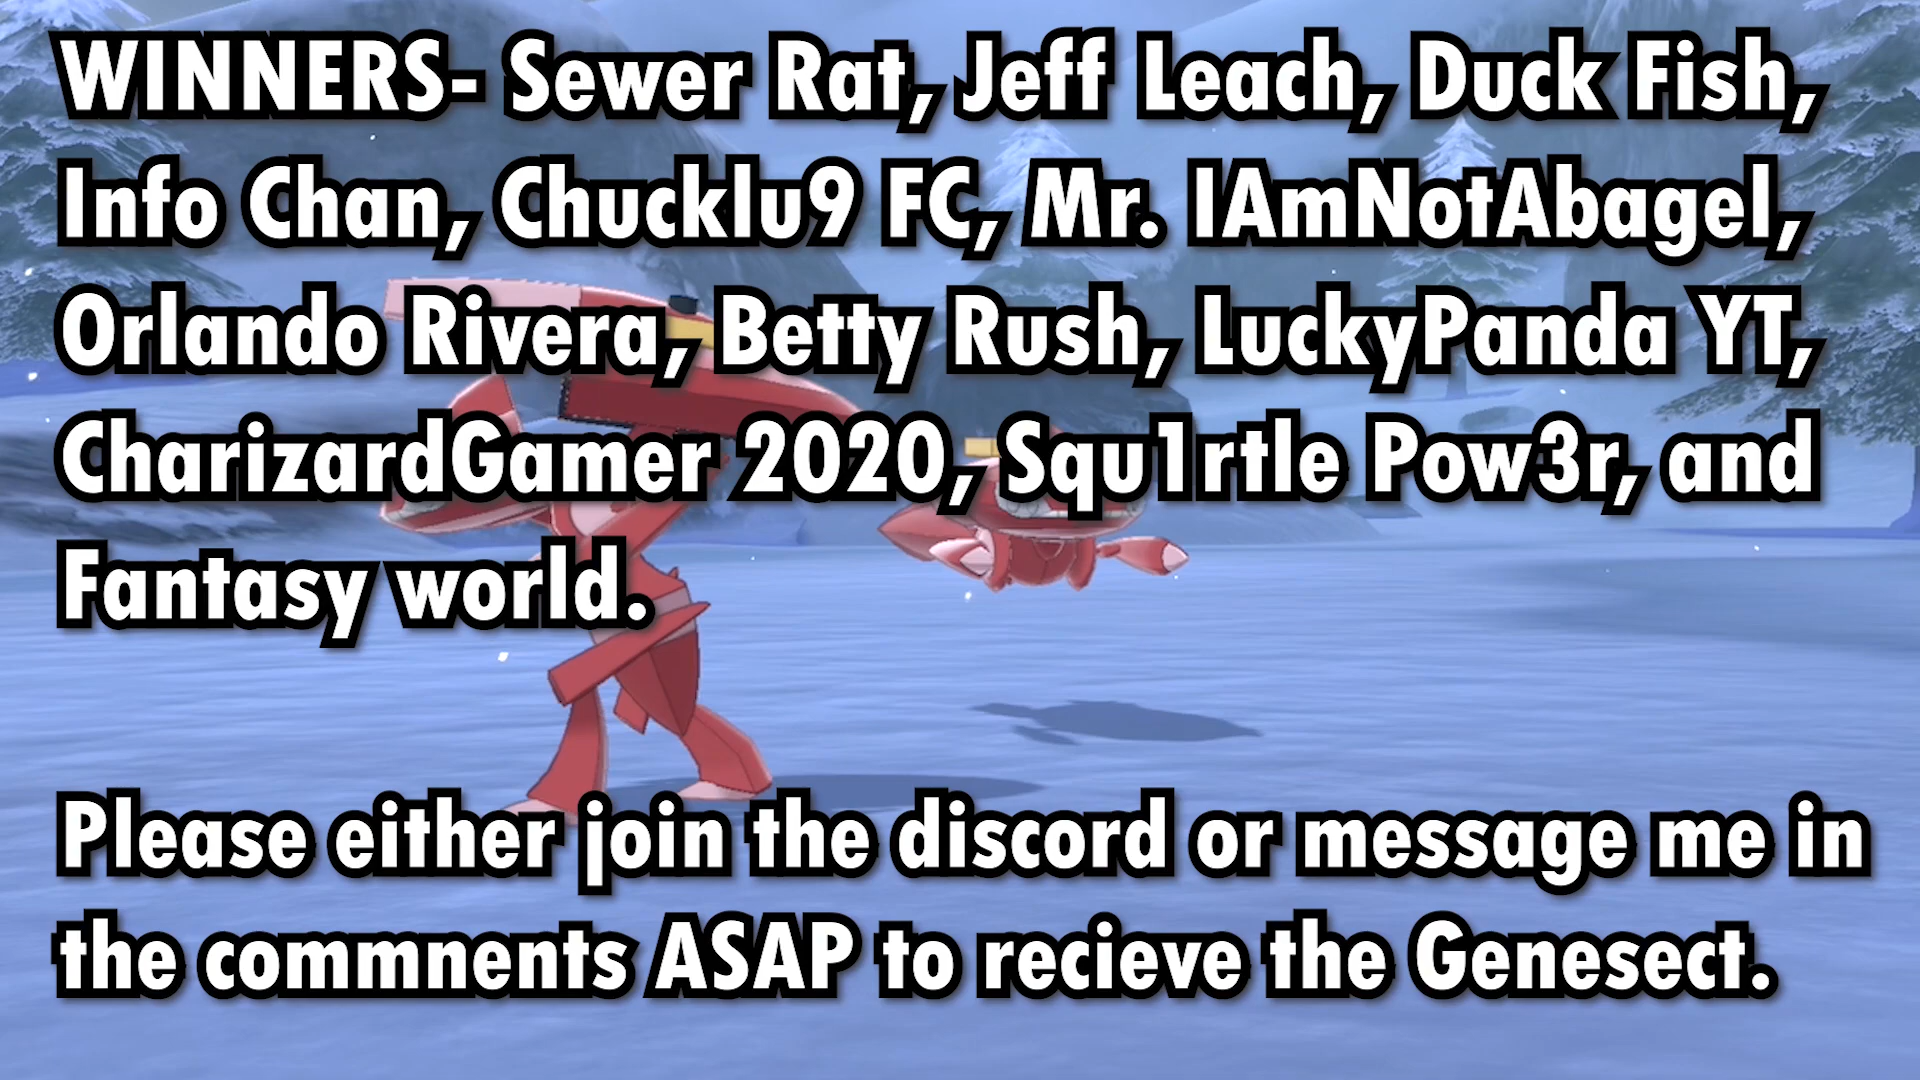 WINNERS- Sewer Rat, Jeff Leach, Duck Fish,
Info Chan, Chucklu9 FC, Mr. IAmNotAbagel,
Orlando Rivera, Betty Rush, LuckyPanda YT,
CharizardGamer 2020, Squ1rtle Pow3r, and
Fantasy world.
Please either join the discord or message me in
the commnents ASAP to recieve the Genesect.